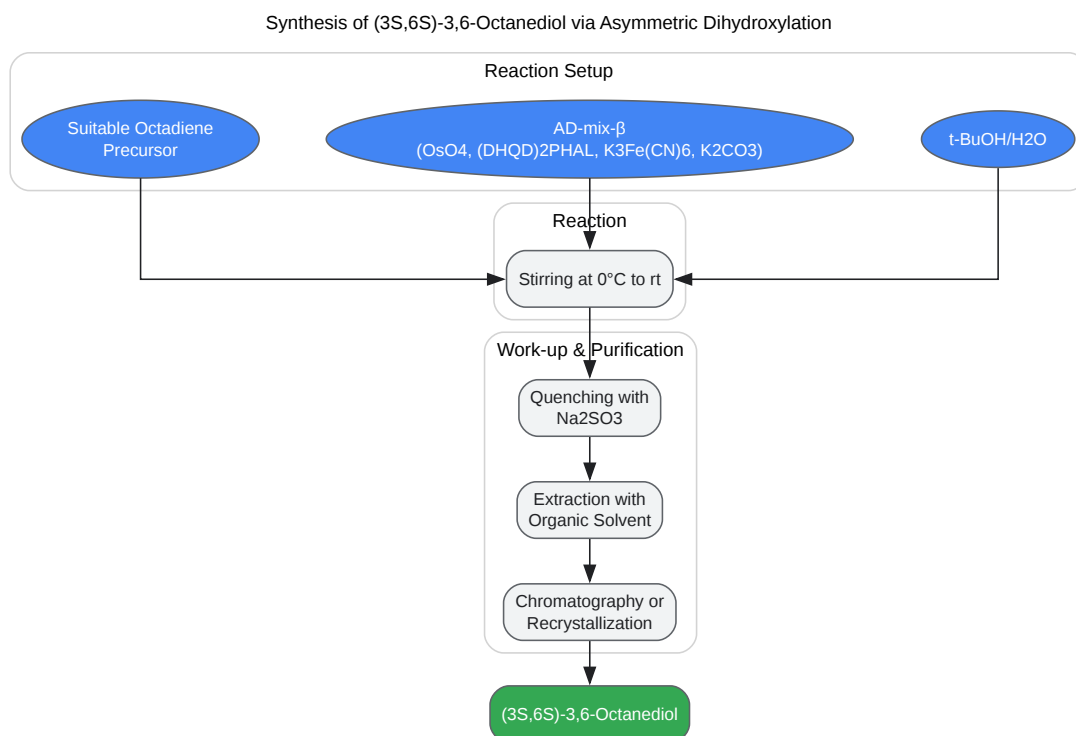 Synthesis of (3S,6S)-3,6-Octanediol via Asymmetric Dihydroxylation
Reaction Setup
Suitable Octadiene
Precursor
AD-mix-β
(OsO4, (DHQD)2PHAL, K3Fe(CN)6, K2CO3)
t-BuOH/H2O
Reaction
Stirring at 0°C to rt
Work-up & Purification
Quenching with
Na2SO3
Extraction with
Organic Solvent
Chromatography or
Recrystallization
(3S,6S)-3,6-Octanediol